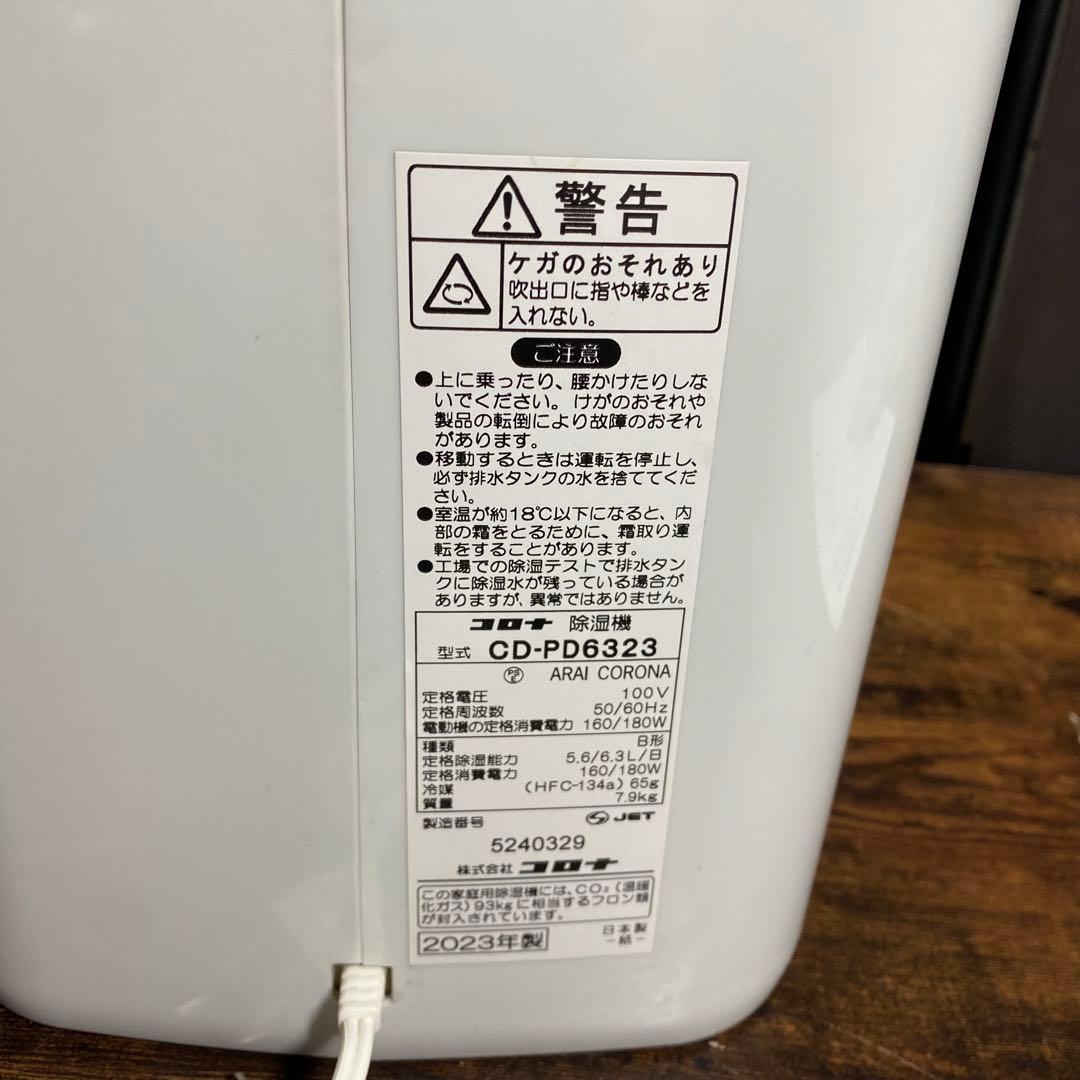 警告
ケガのおそれあり
吹出口に指や棒などを
入れない。
ご注意
●上に乗ったり、腰かけたりしな
いでください。けがのおそれや
製品の転倒により故障のおそれ
があります。
●移動するときは運転を停止し、
必ず排水タンクの水を捨ててくだ
さい。
●室温が約18℃以下になると、内
部の霜をとるために、霜取り運
転をすることがあります。
●工場での除湿テストで排水タン
クに除湿水が残っている場合が
ありますが、異常ではありません。
コロナ 除湿機
型式 CD-PD6323
PSE ARAI CORONA
定格電圧 100V
定格周波数 50/60Hz
電動機の定格消費電力 160/180W
種類 B形
定格除湿能力 5.6/6.3L/日
定格消費電力 160/180W
冷媒 (HFC-134a) 65g
質量 7.9kg
製造番号 JET
5240329
株式会社 コロナ
この家庭用除湿機には、CO₂(温暖
化ガス)93kgに相当するフロン類
が封入されています。
2023年製 日本製
-紙-